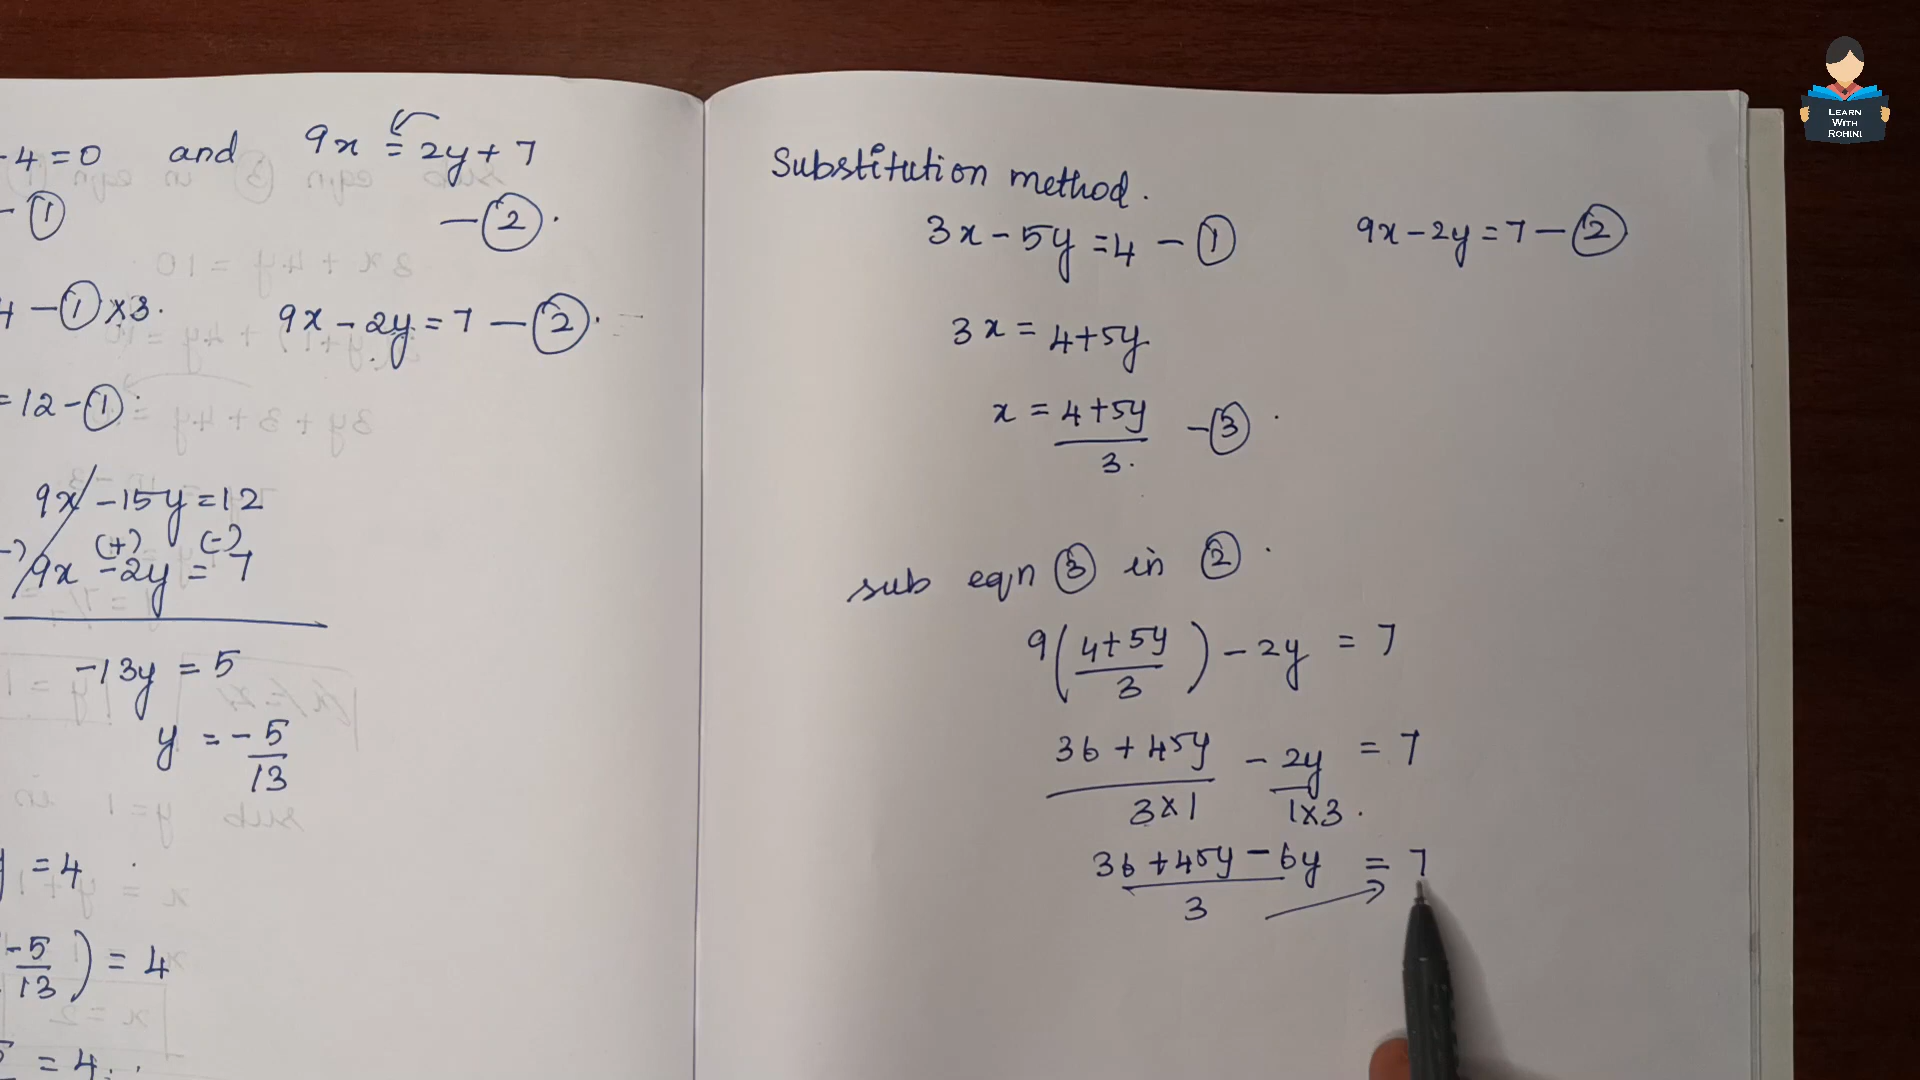 -4=0 and 9x = 2y+7
- ① - ②.
4 - ① ×3. 9x-2y=7 - ②.
= 12 - ①.
9x -15y=12
(-) (+) (-)
9x -2y = 7
-13y = 5
y = -5/13
y = 4
-5/13 ) = 4
= 4.
Substitution method.
3x-5y=4 - ① 9x-2y=7 - ②
3x = 4+5y
x = 4+5y/3. - ③
sub eqn ③ in ②.
9(4+5y/3) - 2y = 7
36+45y/3×1 - 2y/1×3. = 7
36+45y-6y/3 = 7
LEARN
WITH
ROHINI